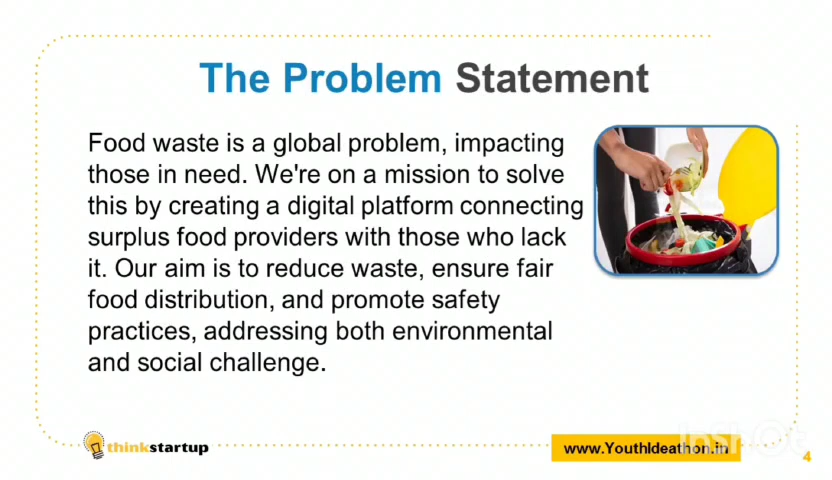 The Problem Statement
Food waste is a global problem, impacting
those in need. We're on a mission to solve
this by creating a digital platform connecting
surplus food providers with those who lack
it. Our aim is to reduce waste, ensure fair
food distribution, and promote safety
practices, addressing both environmental
and social challenge.
thinkstartup
www.YouthIdeathon.in
InShOt
4